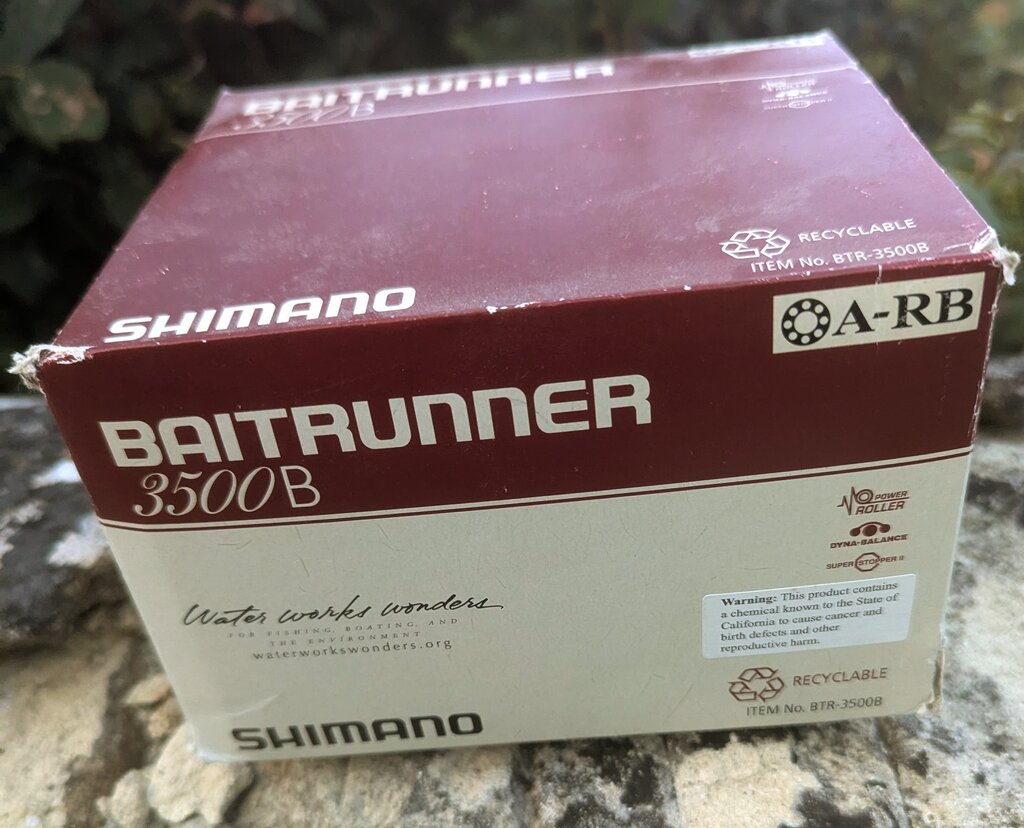 BAITRUNNER
3500B
RECYCLABLE
ITEM No. BTR-3500B
SHIMANO
A-RB
BAITRUNNER
3500B
POWER
ROLLER
DYNA-BALANCE
SUPER STOPPER II
Water works wonders
FOR FISHING, BOATING, AND
THE ENVIRONMENT
waterworkswonders.org
Warning: This product contains
a chemical known to the State of
California to cause cancer and
birth defects and other
reproductive harm.
RECYCLABLE
ITEM No. BTR-3500B
SHIMANO